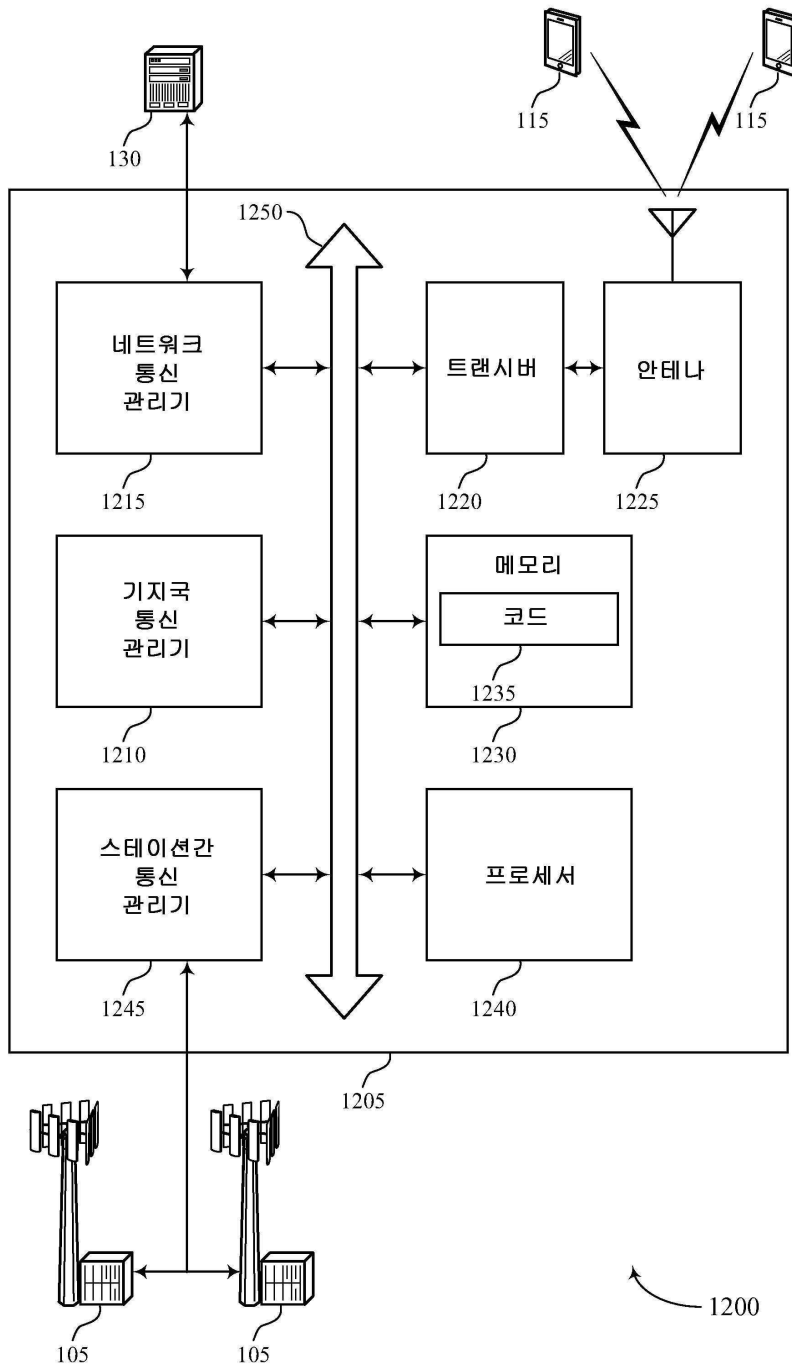 115
115
130
1250
네트워크
통신
관리기
트랜시버
안테나
1215
1220
1225
기지국
통신
관리기
메모리
코드
1235
1210
1230
스테이션간
통신
관리기
프로세서
1245
1240
1205
105
105
1200